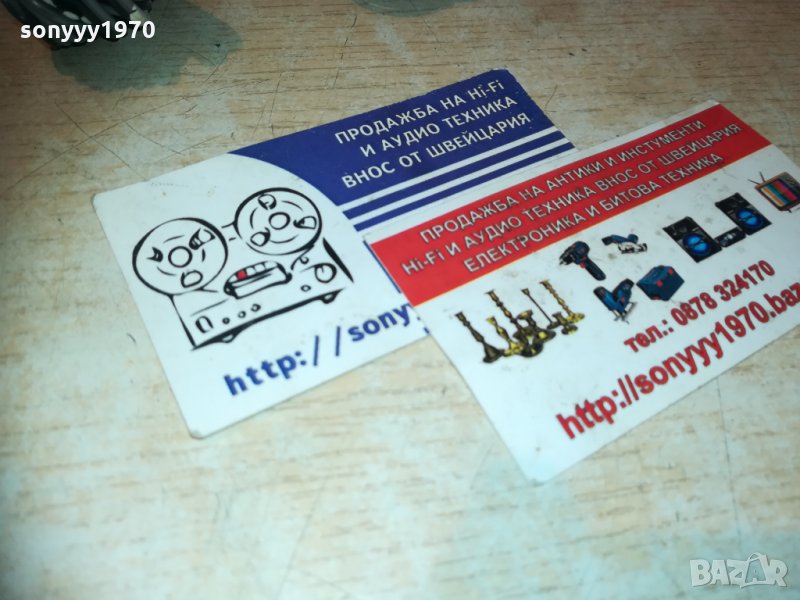 sonyyy1970
ПРОДАЖБА НА Hi-Fi
И АУДИО ТЕХНИКА
ВНОС ОТ ШВЕЙЦАРИЯ
http://sony
ПРОДАЖБА НА АНТИКИ И ИНСТУМЕНТИ
Hi-Fi И АУДИО ТЕХНИКА ВНОС ОТ ШВЕЙЦАРИЯ
ЕЛЕКТРОНИКА И БИТОВА ТЕХНИКА
тел.: 0878 324170
http://sonyyy1970.baz
BAZAR